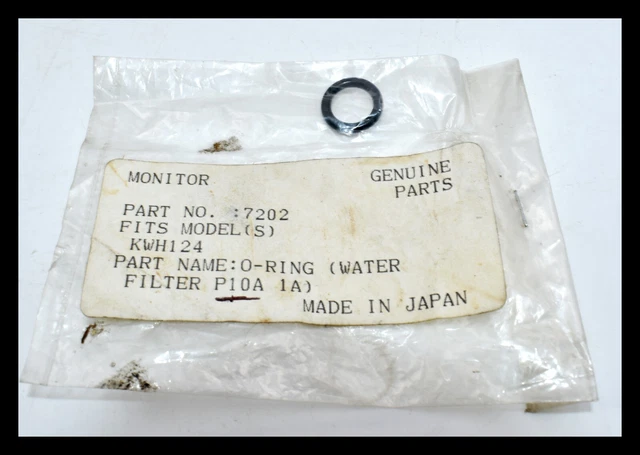 MONITOR GENUINE
PARTS
PART NO. :7202
FITS MODEL(S)
KWH124
PART NAME:O-RING (WATER
FILTER P10A 1A)
MADE IN JAPAN